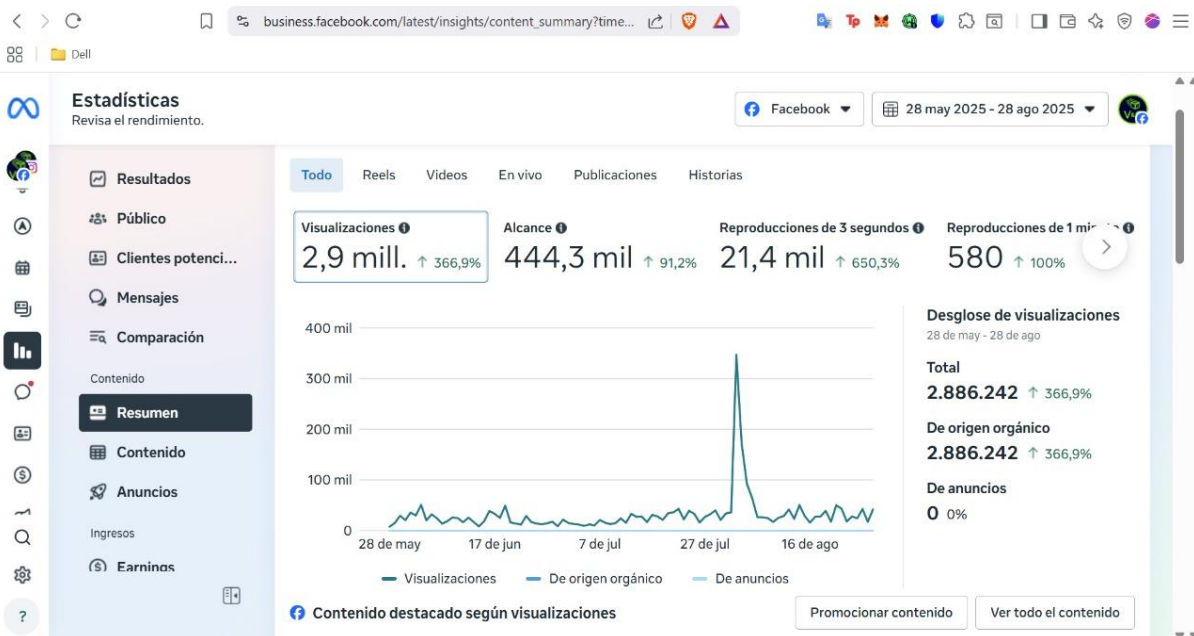 business.facebook.com/latest/insights/content_summary?time...
Dell
Estadísticas
Revisa el rendimiento.
Facebook
28 may 2025 - 28 ago 2025
Resultados
Público
Clientes potenci...
Mensajes
Comparación
Contenido
Resumen
Contenido
Anuncios
Ingresos
Earnings
Todo Reels Videos En vivo Publicaciones Historias
Visualizaciones
2,9 mill. ↑ 366,9%
Alcance
444,3 mil ↑ 91,2%
Reproducciones de 3 segundos
21,4 mil ↑ 650,3%
Reproducciones de 1
580 ↑ 100%
400 mil
300 mil
200 mil
100 mil
0
28 de may 17 de jun 7 de jul 27 de jul 16 de ago
Visualizaciones De origen orgánico De anuncios
Desglose de visualizaciones
28 de may - 28 de ago
Total
2.886.242 ↑ 366,9%
De origen orgánico
2.886.242 ↑ 366,9%
De anuncios
0 0%
Contenido destacado según visualizaciones
Promocionar contenido
Ver todo el contenido